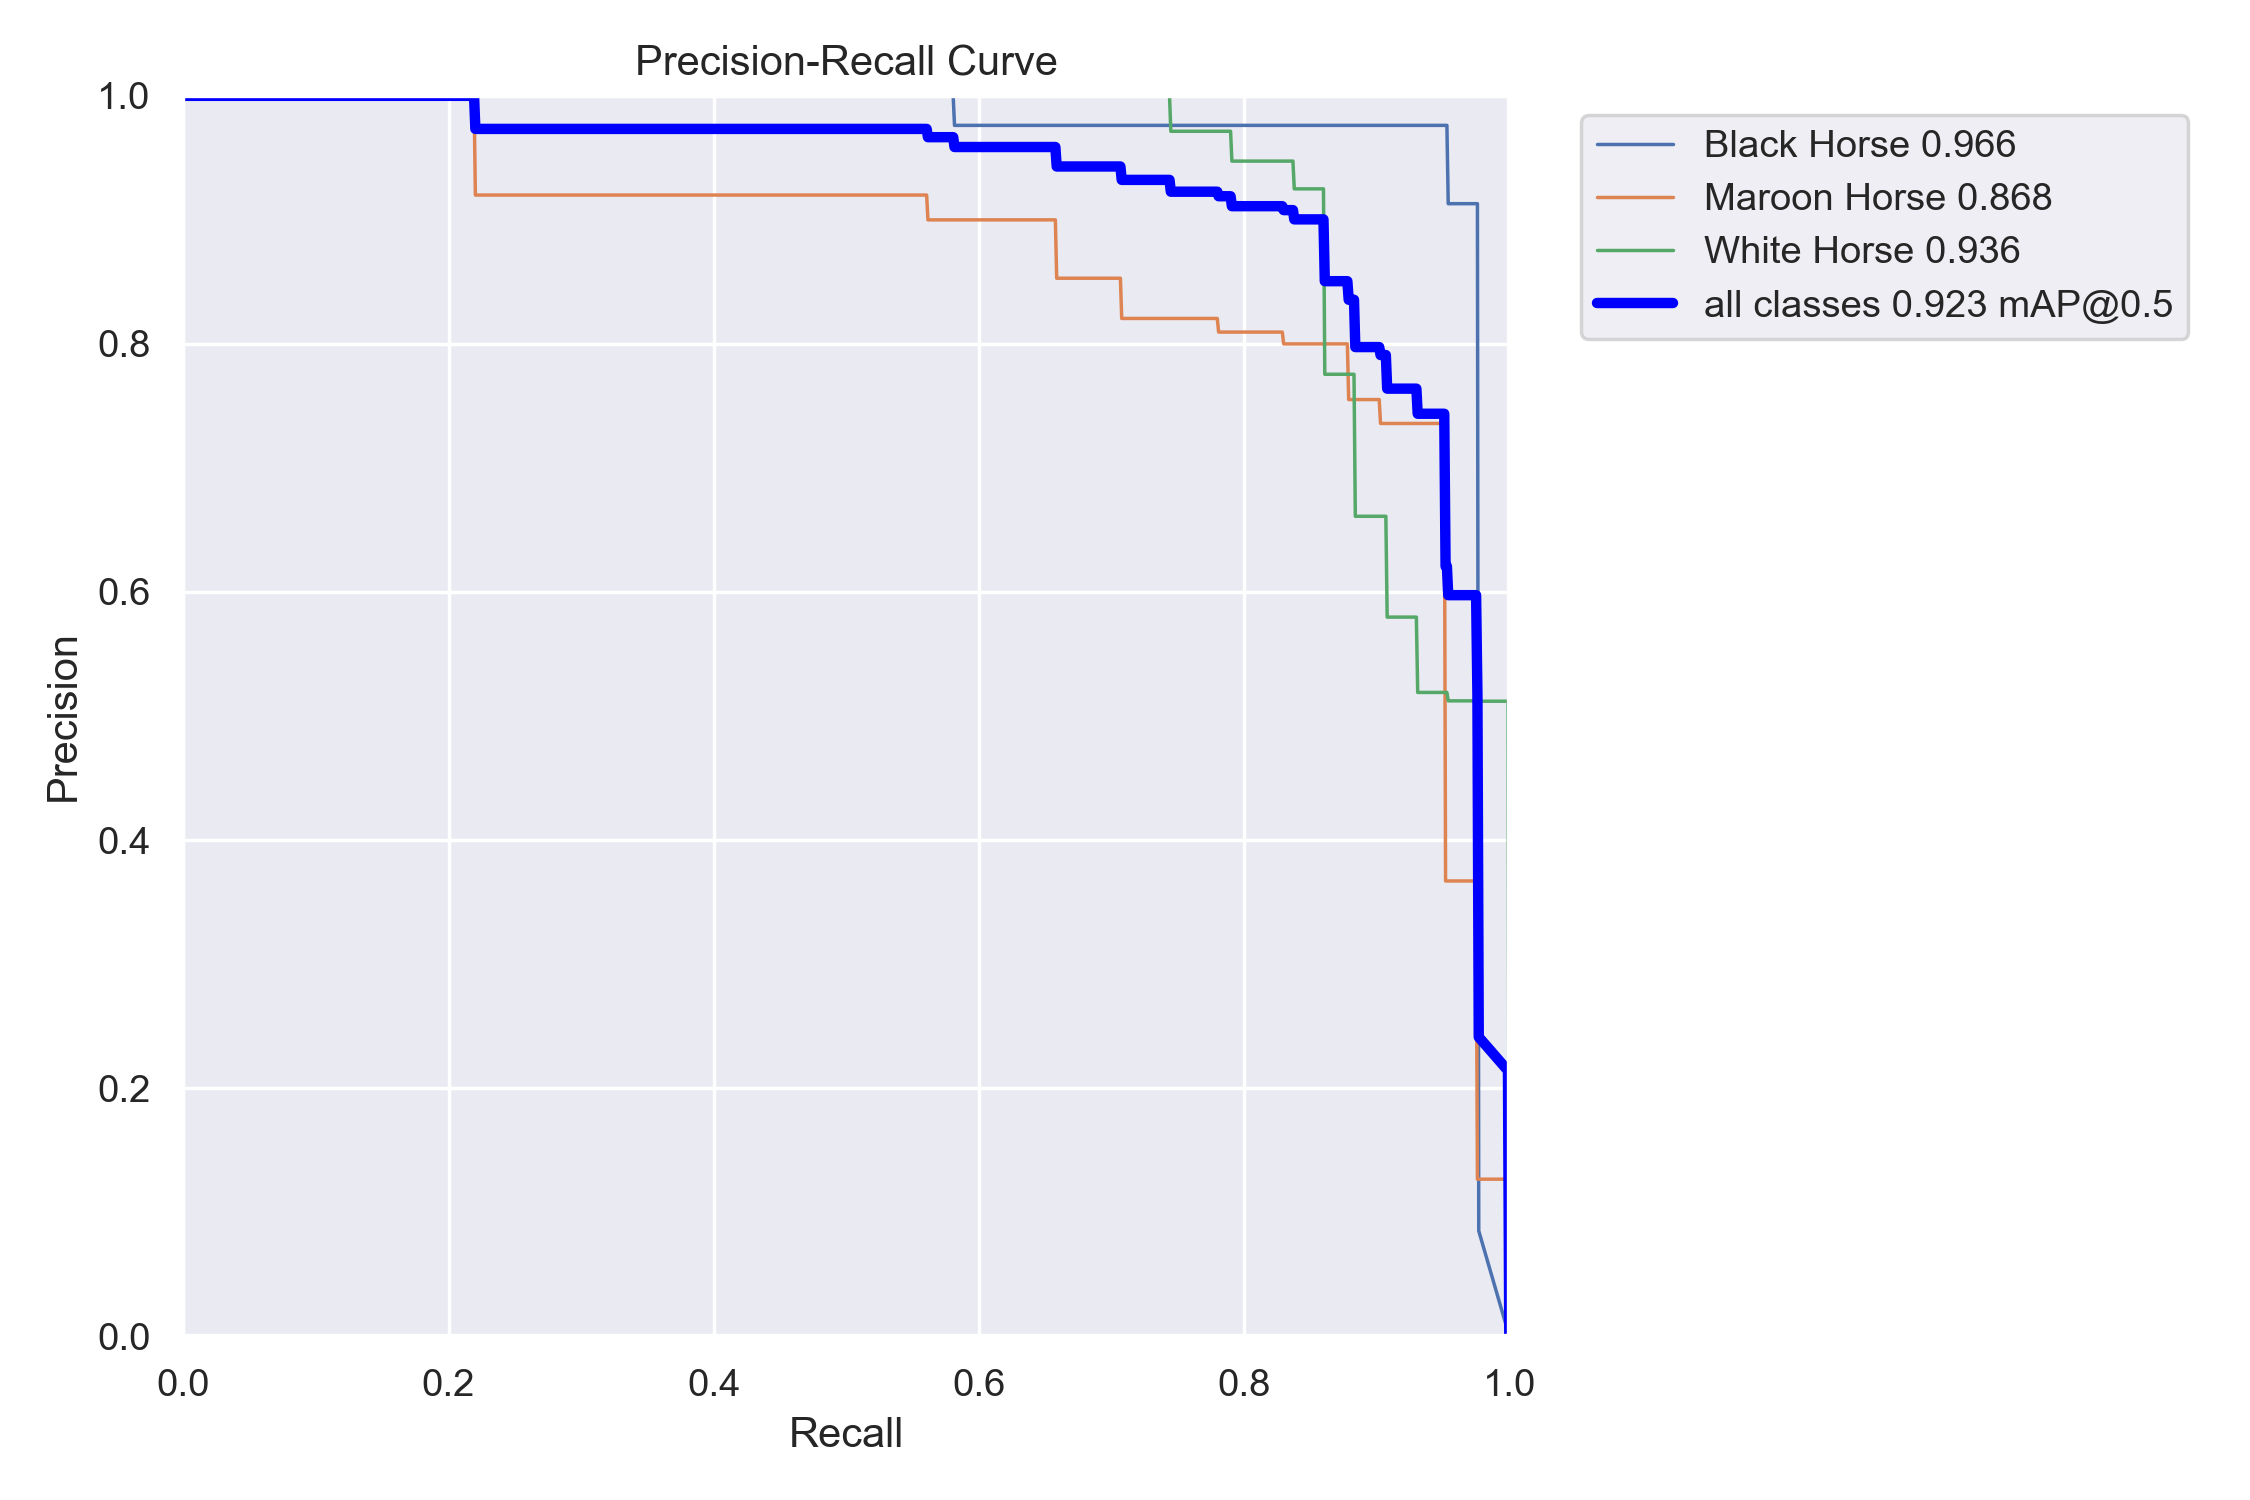 Precision-Recall Curve
1.0
0.8
0.6
0.4
0.2
0.0
Precision
0.0 0.2 0.4 0.6 0.8 1.0
Recall
Black Horse 0.966
Maroon Horse 0.868
White Horse 0.936
all classes 0.923 mAP@0.5